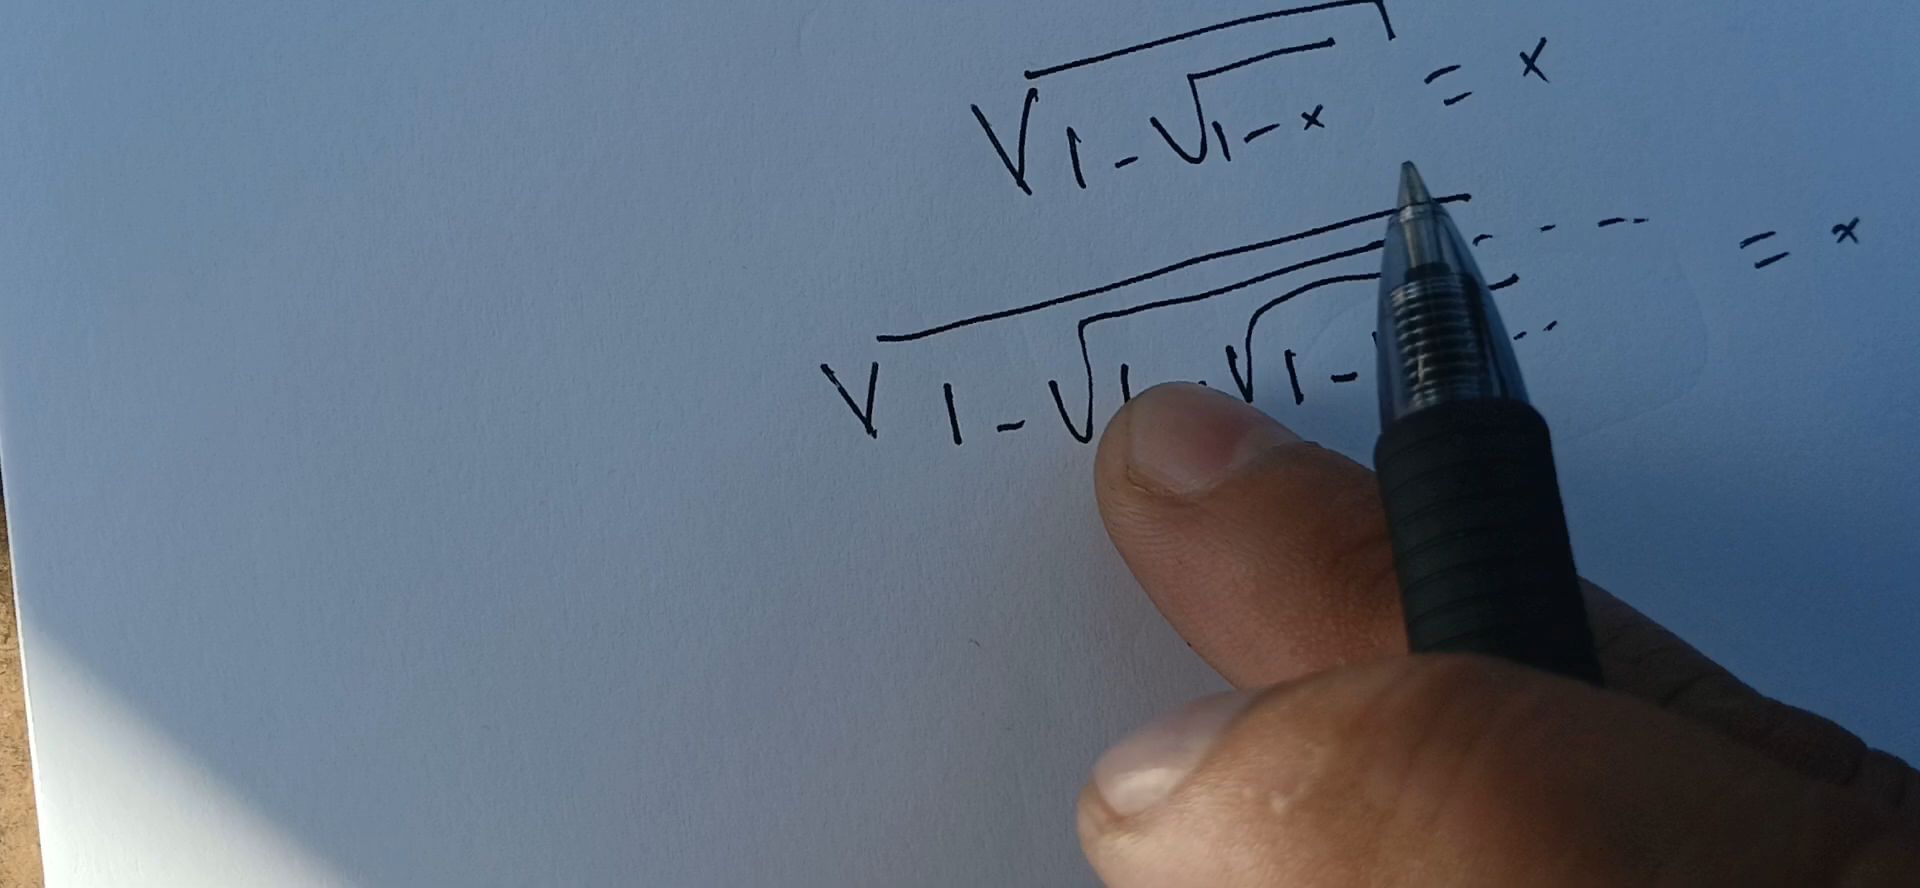 √1-√1-x = x
√1-√1-√1- ---- = x